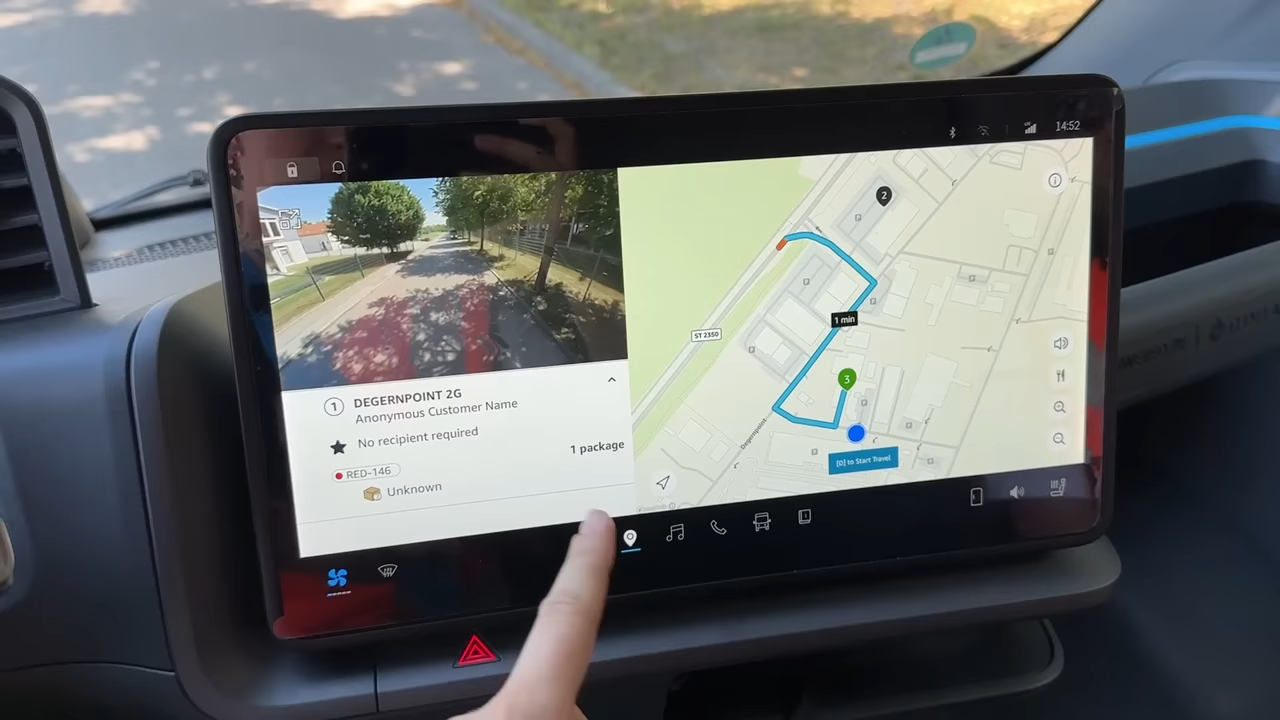 14:52
1
DEGERNPOINT 2G
Anonymous Customer Name
No recipient required
1 package
RED-146
Unknown
2
1 min
ST 2350
3
Degernpoint
[D] to Start Travel